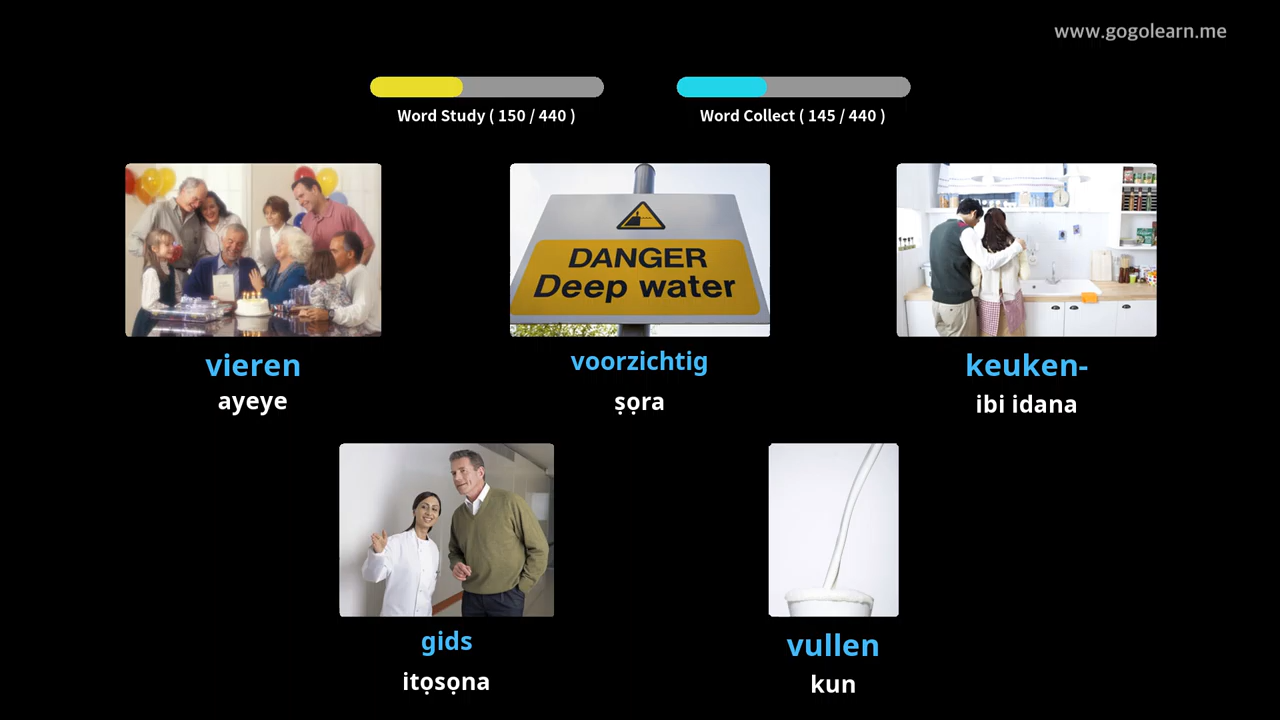 www.gogolearn.me
Word Study ( 150 / 440 )
Word Collect ( 145 / 440 )
DANGER
Deep water
vieren
ayeye
voorzichtig
ṣọra
keuken-
ibi idana
gids
itọsọna
vullen
kun